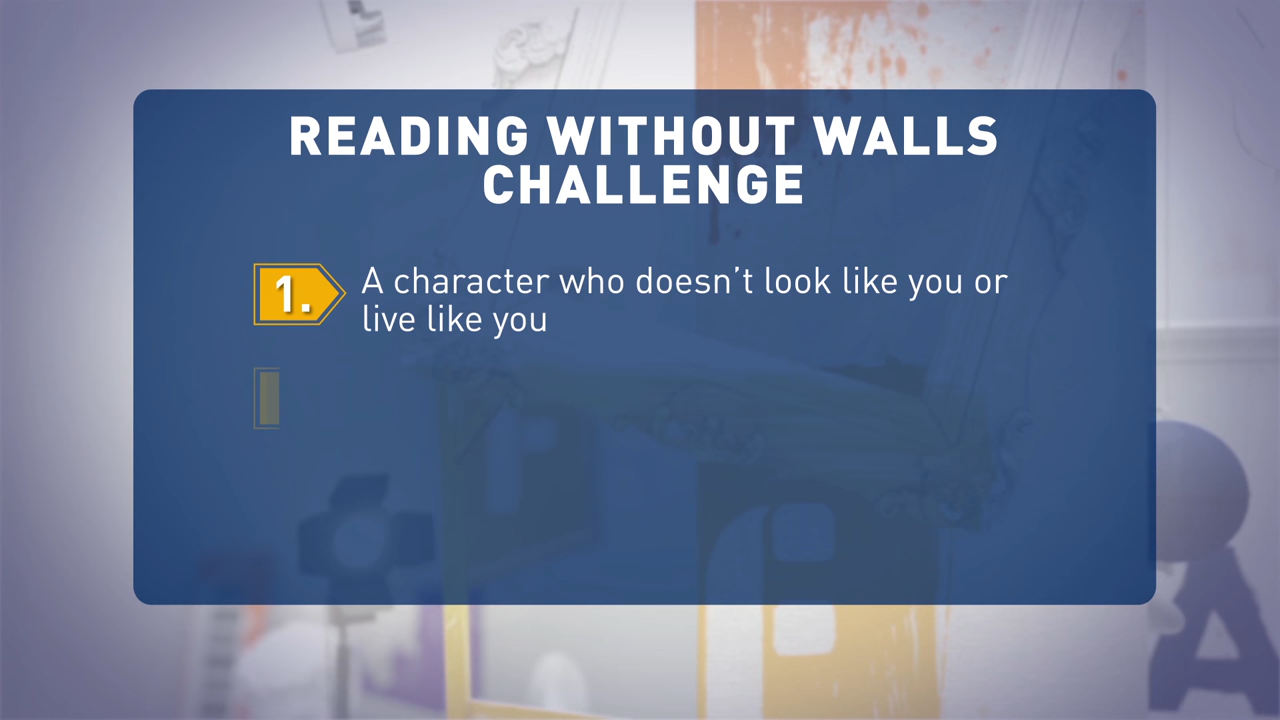 READING WITHOUT WALLS
CHALLENGE
1. A character who doesn’t look like you or
live like you
A